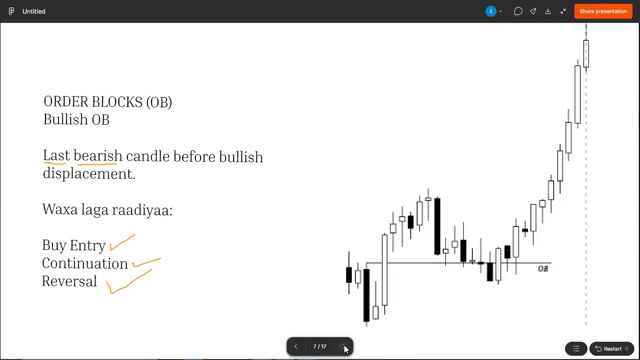 Untitled
Share presentation
ORDER BLOCKS (OB)
Bullish OB
Last bearish candle before bullish
displacement.
Waxa laga raadiyaa:
Buy Entry
Continuation
Reversal
OB
7 / 17
Restart